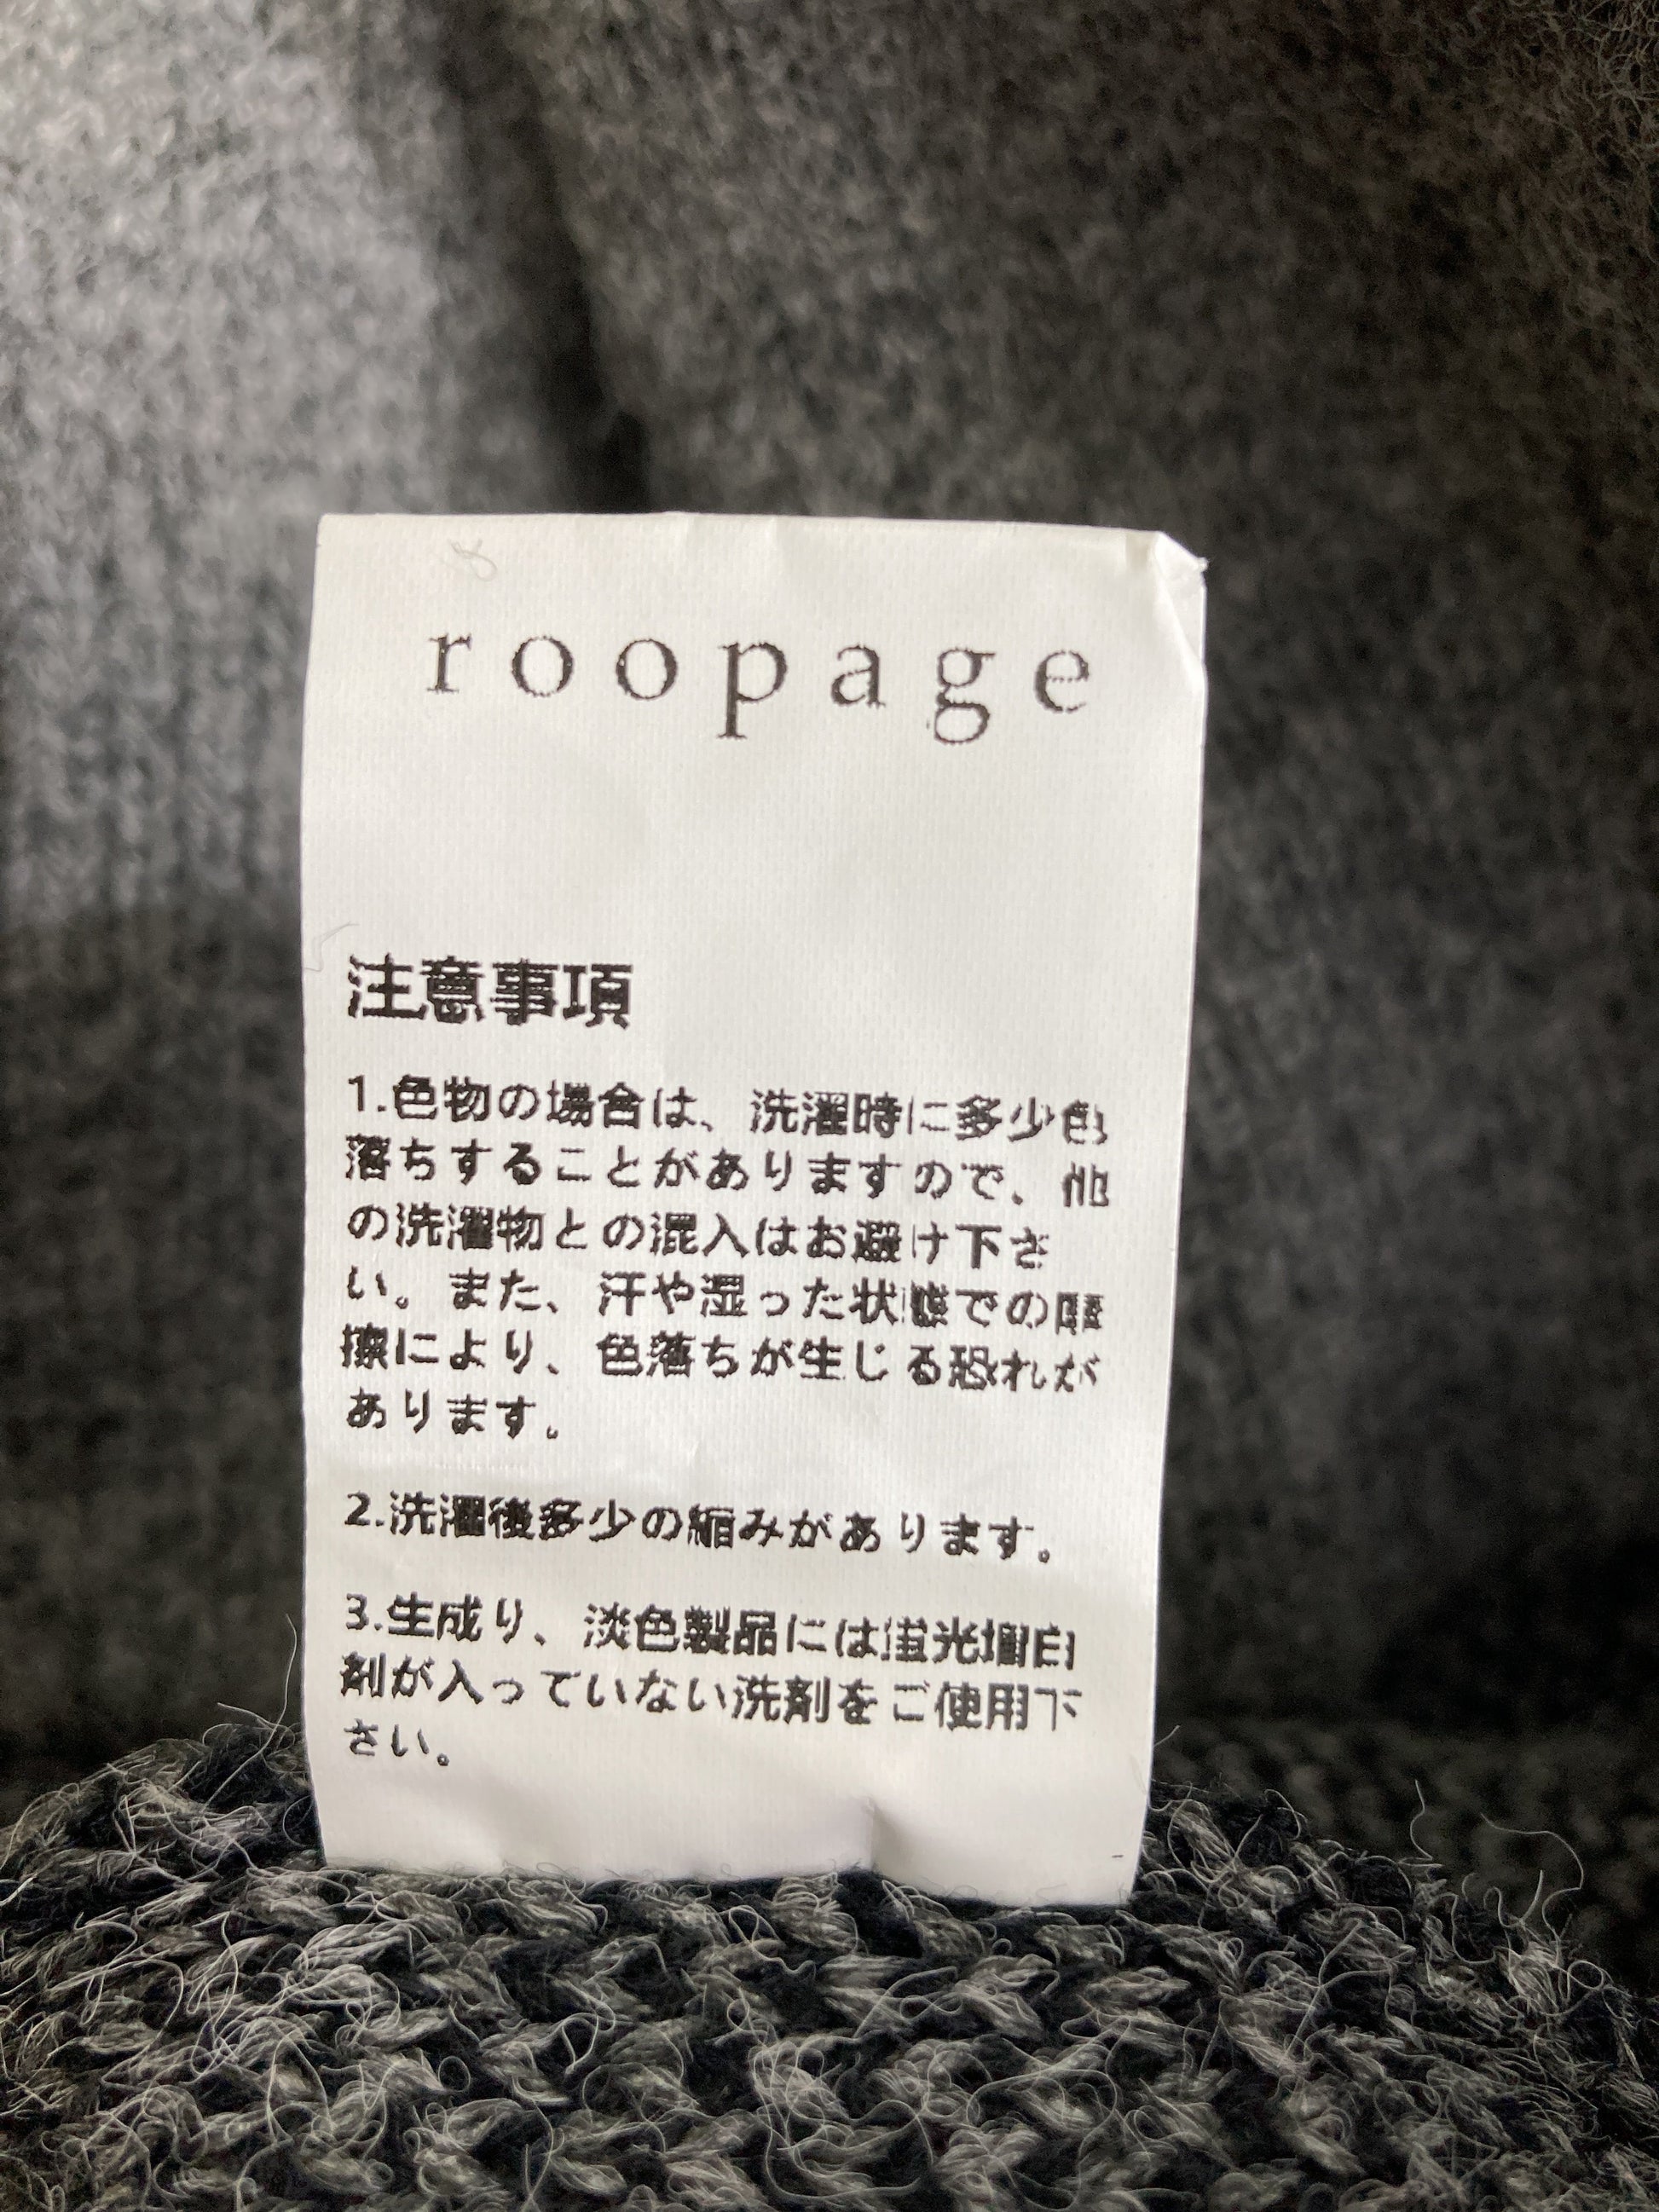 roopage
注意事項
1.色物の場合は、洗濯時に多少色
落ちすることがありますので、他
の洗濯物との混入はお避け下さ
い。また、汗や湿った状態での摩
擦により、色落ちが生じる恐れが
あります。
2.洗濯後多少の縮みがあります。
3.生成り、淡色製品には蛍光増白
剤が入っていない洗剤をご使用下
さい。